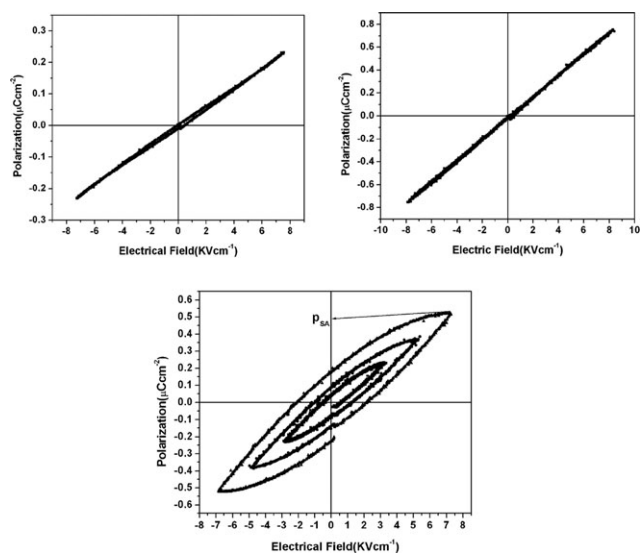 0.3
0.2
0.1
0.0
-0.1
-0.2
-0.3
Polarization(μCcm-2)
-8 -6 -4 -2 0 2 4 6 8
Electrical Field(KVcm-1)
0.8
0.6
0.4
0.2
0.0
-0.2
-0.4
-0.6
-0.8
Polarization(μCcm-2)
-8 -6 -4 -2 0 2 4 6 8 10
Electric Field(KVcm-1)
0.6
0.5
0.4
0.3
0.2
0.1
0.0
-0.1
-0.2
-0.3
-0.4
-0.5
-0.6
Polarization(μCcm-2)
PSA
-8 -7 -6 -5 -4 -3 -2 -1 0 1 2 3 4 5 6 7 8
Electrical Field(KVcm-1)